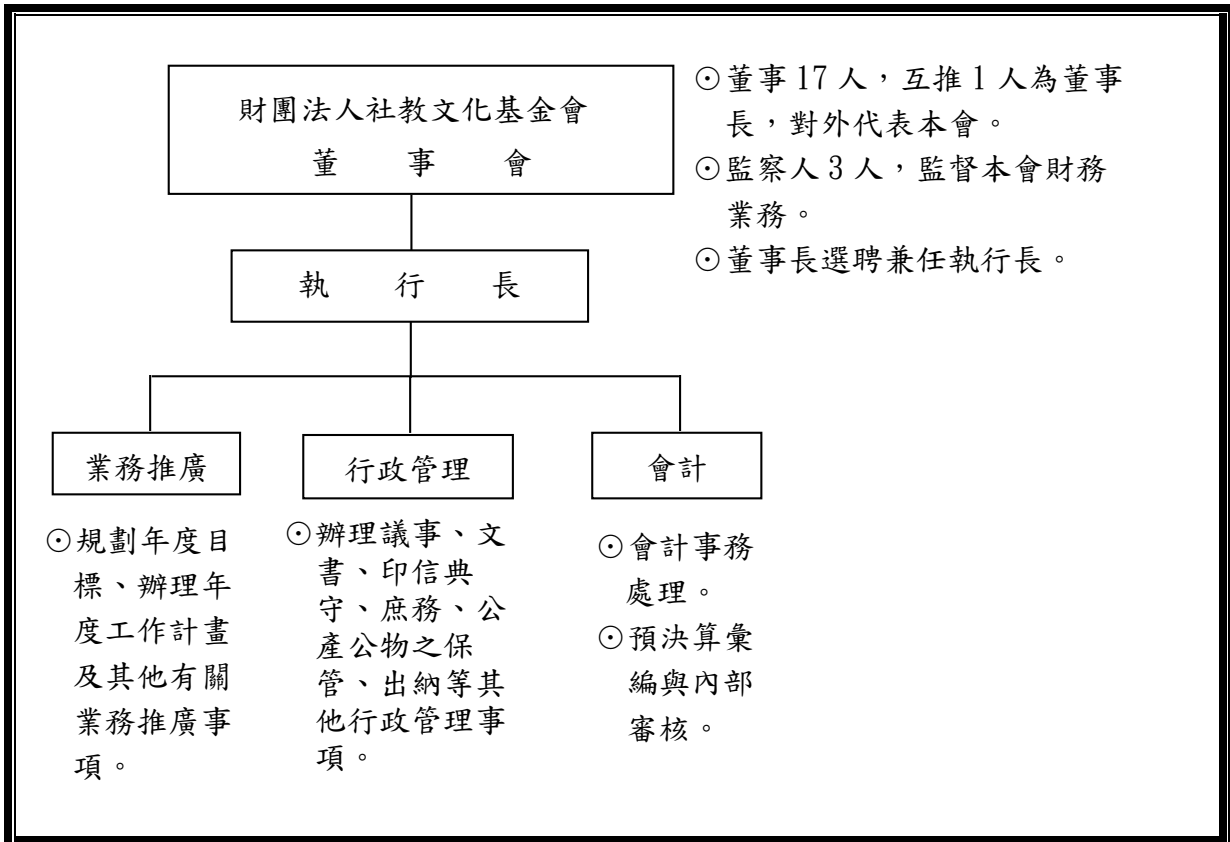 財團法人社教文化基金會
董 事 會
⊙董事 17 人，互推 1 人為董事
長，對外代表本會。
⊙監察人 3 人，監督本會財務
業務。
⊙董事長選聘兼任執行長。
執 行 長
業務推廣
⊙規劃年度目
標、辦理年
度工作計畫
及其他有關
業務推廣事
項。
行政管理
⊙辦理議事、文
書、印信典
守、庶務、公
產公物之保
管、出納等其
他行政管理事
項。
會計
⊙會計事務
處理。
⊙預決算彙
編與內部
審核。